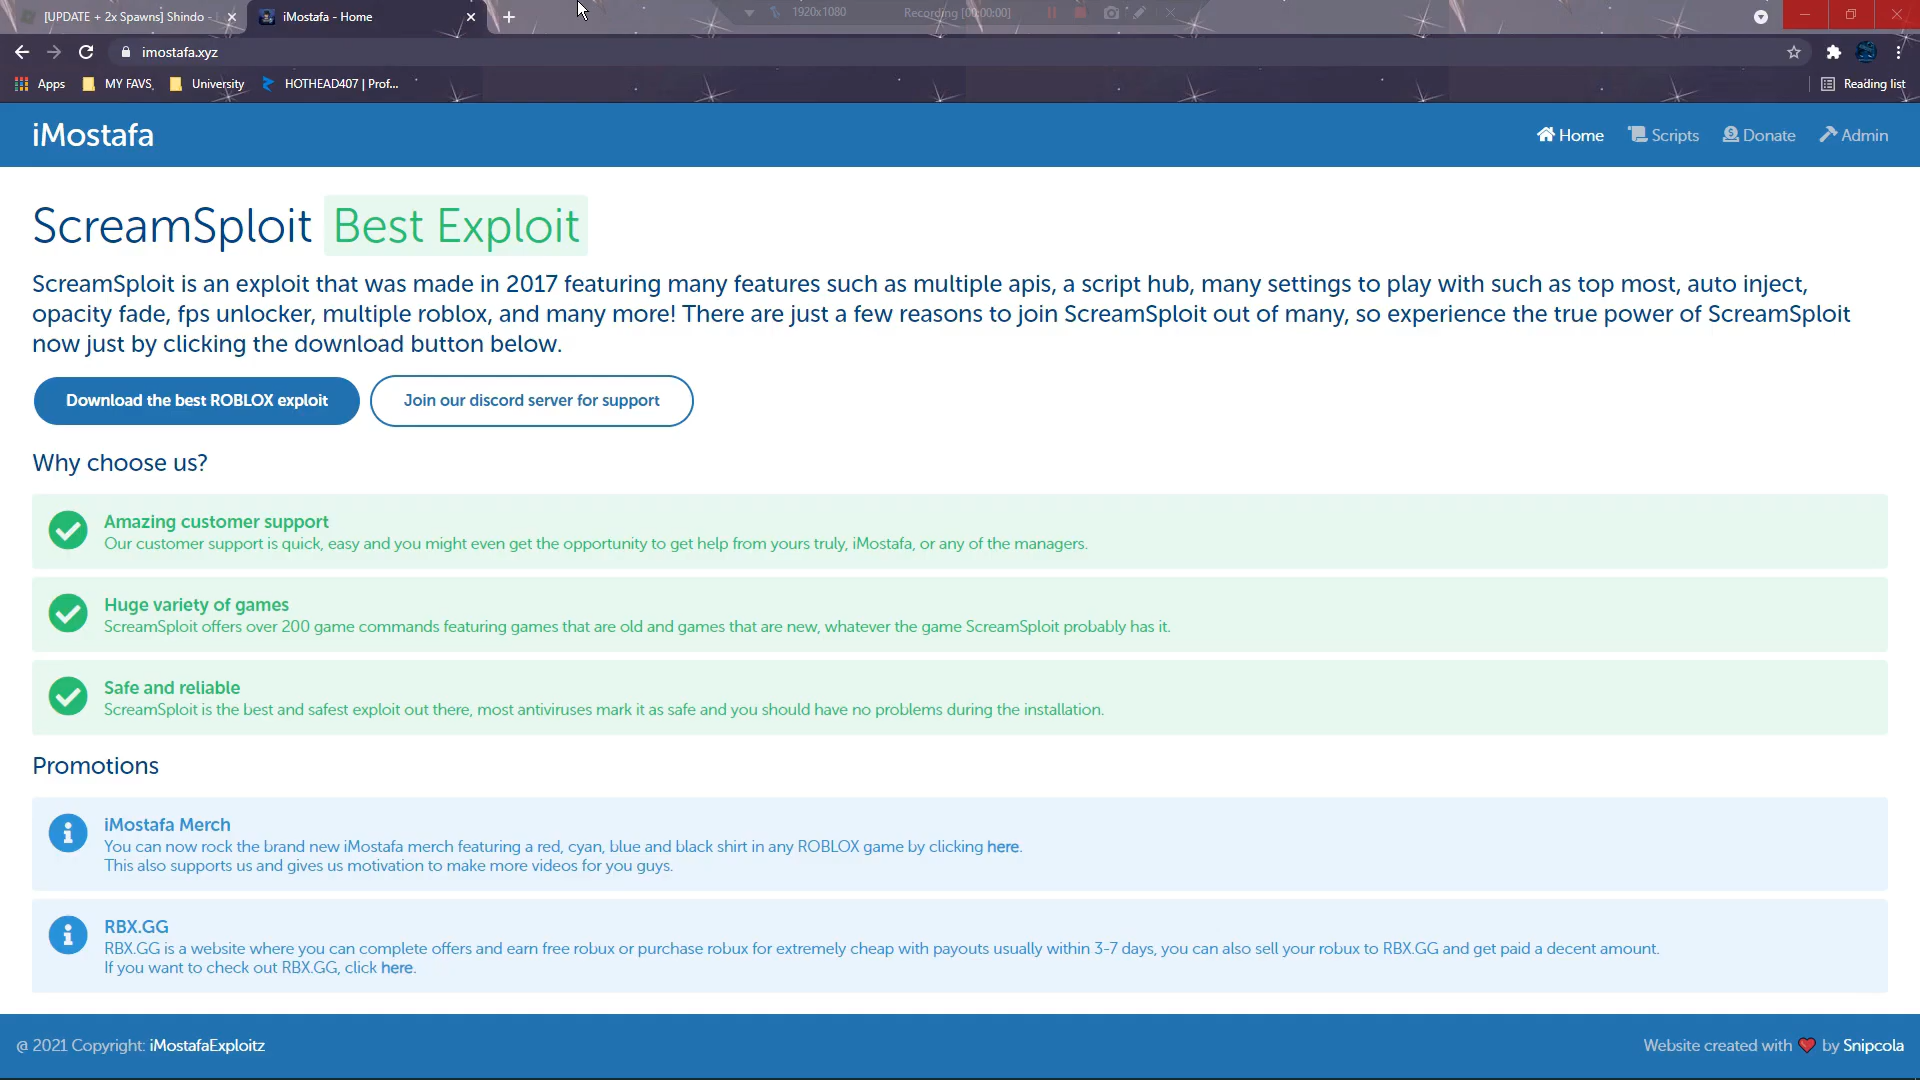 [UPDATE + 2x Spawns] Shindo -
iMostafa - Home
1920x1080
Recording [00:00:00]
imostafa.xyz
Apps
MY FAVS
University
HOTHEAD407 | Prof...
Reading list
iMostafa
Home
Scripts
Donate
Admin
ScreamSploit Best Exploit
ScreamSploit is an exploit that was made in 2017 featuring many features such as multiple apis, a script hub, many settings to play with such as top most, auto inject,
opacity fade, fps unlocker, multiple roblox, and many more! There are just a few reasons to join ScreamSploit out of many, so experience the true power of ScreamSploit
now just by clicking the download button below.
Download the best ROBLOX exploit
Join our discord server for support
Why choose us?
Amazing customer support
Our customer support is quick, easy and you might even get the opportunity to get help from yours truly, iMostafa, or any of the managers.
Huge variety of games
ScreamSploit offers over 200 game commands featuring games that are old and games that are new, whatever the game ScreamSploit probably has it.
Safe and reliable
ScreamSploit is the best and safest exploit out there, most antiviruses mark it as safe and you should have no problems during the installation.
Promotions
iMostafa Merch
You can now rock the brand new iMostafa merch featuring a red, cyan, blue and black shirt in any ROBLOX game by clicking here.
This also supports us and gives us motivation to make more videos for you guys.
RBX.GG
RBX.GG is a website where you can complete offers and earn free robux or purchase robux for extremely cheap with payouts usually within 3-7 days, you can also sell your robux to RBX.GG and get paid a decent amount.
If you want to check out RBX.GG, click here.
@ 2021 Copyright: iMostafaExploitz
Website created with ❤ by Snipcola